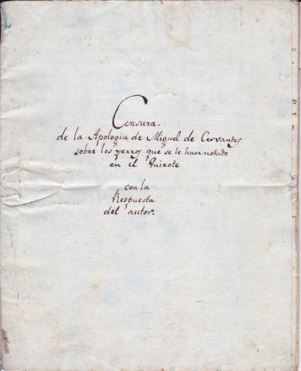 Censura.
de la Apologia de Miguel de Cervantes
sobre los yerros que se le han notado
en el Quixote
con la
Respuesta
del autor.